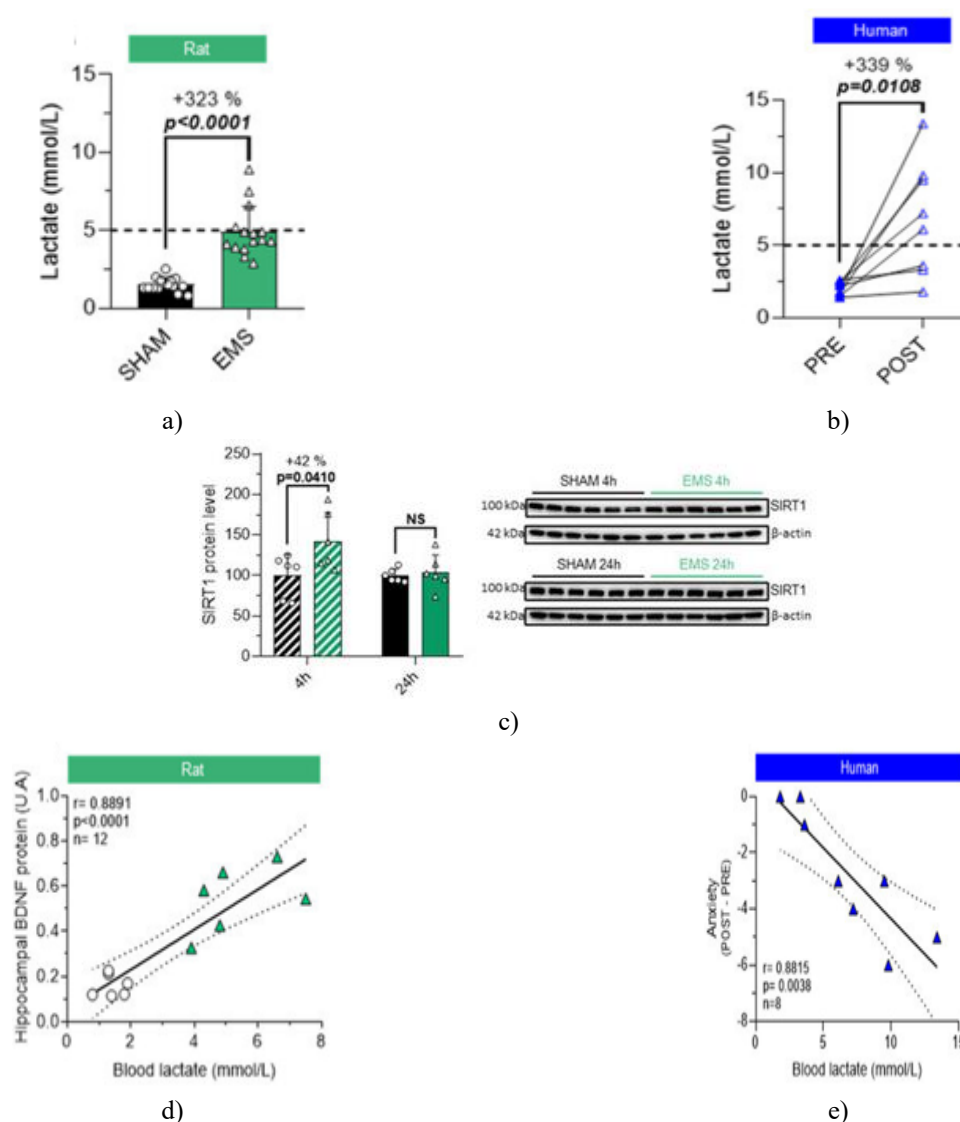 Rat
+323 %
p<0.0001
Lactate (mmol/L)
15
10
5
0
SHAM
EMS
a)
Human
+339 %
p=0.0108
Lactate (mmol/L)
15
10
5
0
PRE
POST
b)
SIRT1 protein level
250
200
150
100
50
0
+42 %
p=0.0410
NS
4h
24h
SHAM 4h EMS 4h
100 kDa SIRT1
42 kDa β-actin
SHAM 24h EMS 24h
100 kDa SIRT1
42 kDa β-actin
c)
Rat
Hippocampal BDNF protein (U.A)
1.0
0.8
0.6
0.4
0.2
0.0
r= 0.8891
p<0.0001
n= 12
0 2 4 6 8
Blood lactate (mmol/L)
d)
Human
Anxiety
(POST - PRE)
0
-2
-4
-6
-8
r= 0.8815
p= 0.0038
n=8
0 5 10 15
Blood lactate (mmol/L)
e)